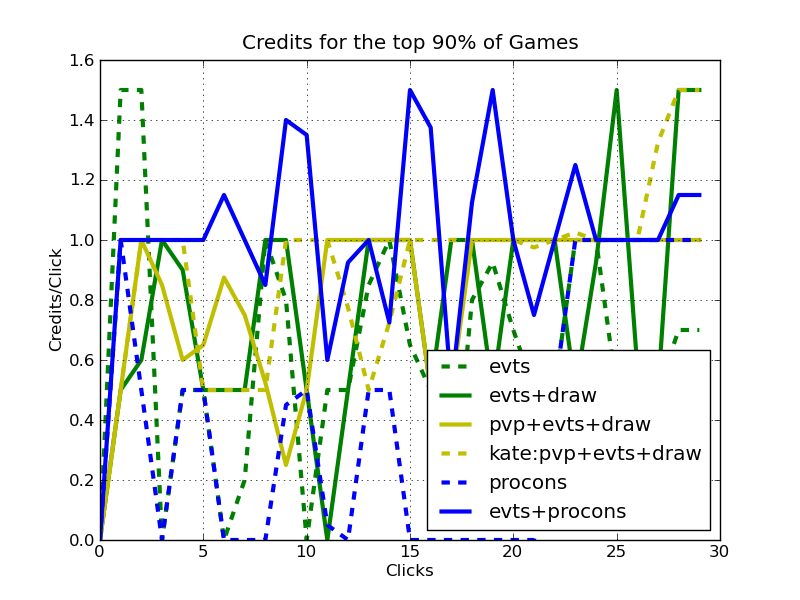 Credits for the top 90% of Games
Credits/Click
1.6
1.4
1.2
1.0
0.8
0.6
0.4
0.2
0.0
evts
evts+draw
pvp+evts+draw
kate:pvp+evts+draw
procons
evts+procons
0 5 10 15 20 25 30
Clicks